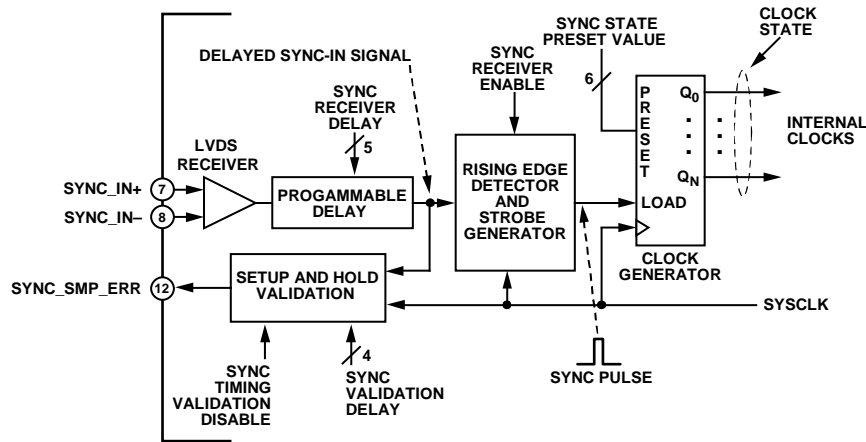 SYNC STATE
PRESET VALUE
CLOCK
STATE
DELAYED SYNC-IN SIGNAL
SYNC
RECEIVER
ENABLE
SYNC
RECEIVER
DELAY
6
5
LVDS
RECEIVER
PRESET
Q0
QN
INTERNAL
CLOCKS
SYNC_IN+
7
SYNC_IN–
8
PROGAMMABLE
DELAY
RISING EDGE
DETECTOR
AND
STROBE
GENERATOR
LOAD
CLOCK
GENERATOR
SYNC_SMP_ERR
12
SETUP AND HOLD
VALIDATION
SYSCLK
SYNC
TIMING
VALIDATION
DISABLE
4
SYNC
VALIDATION
DELAY
SYNC PULSE